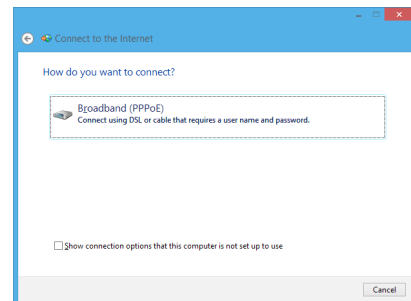 Connect to the Internet
How do you want to connect?
Broadband (PPPoE)
Connect using DSL or cable that requires a user name and password.
Show connection options that this computer is not set up to use
Cancel